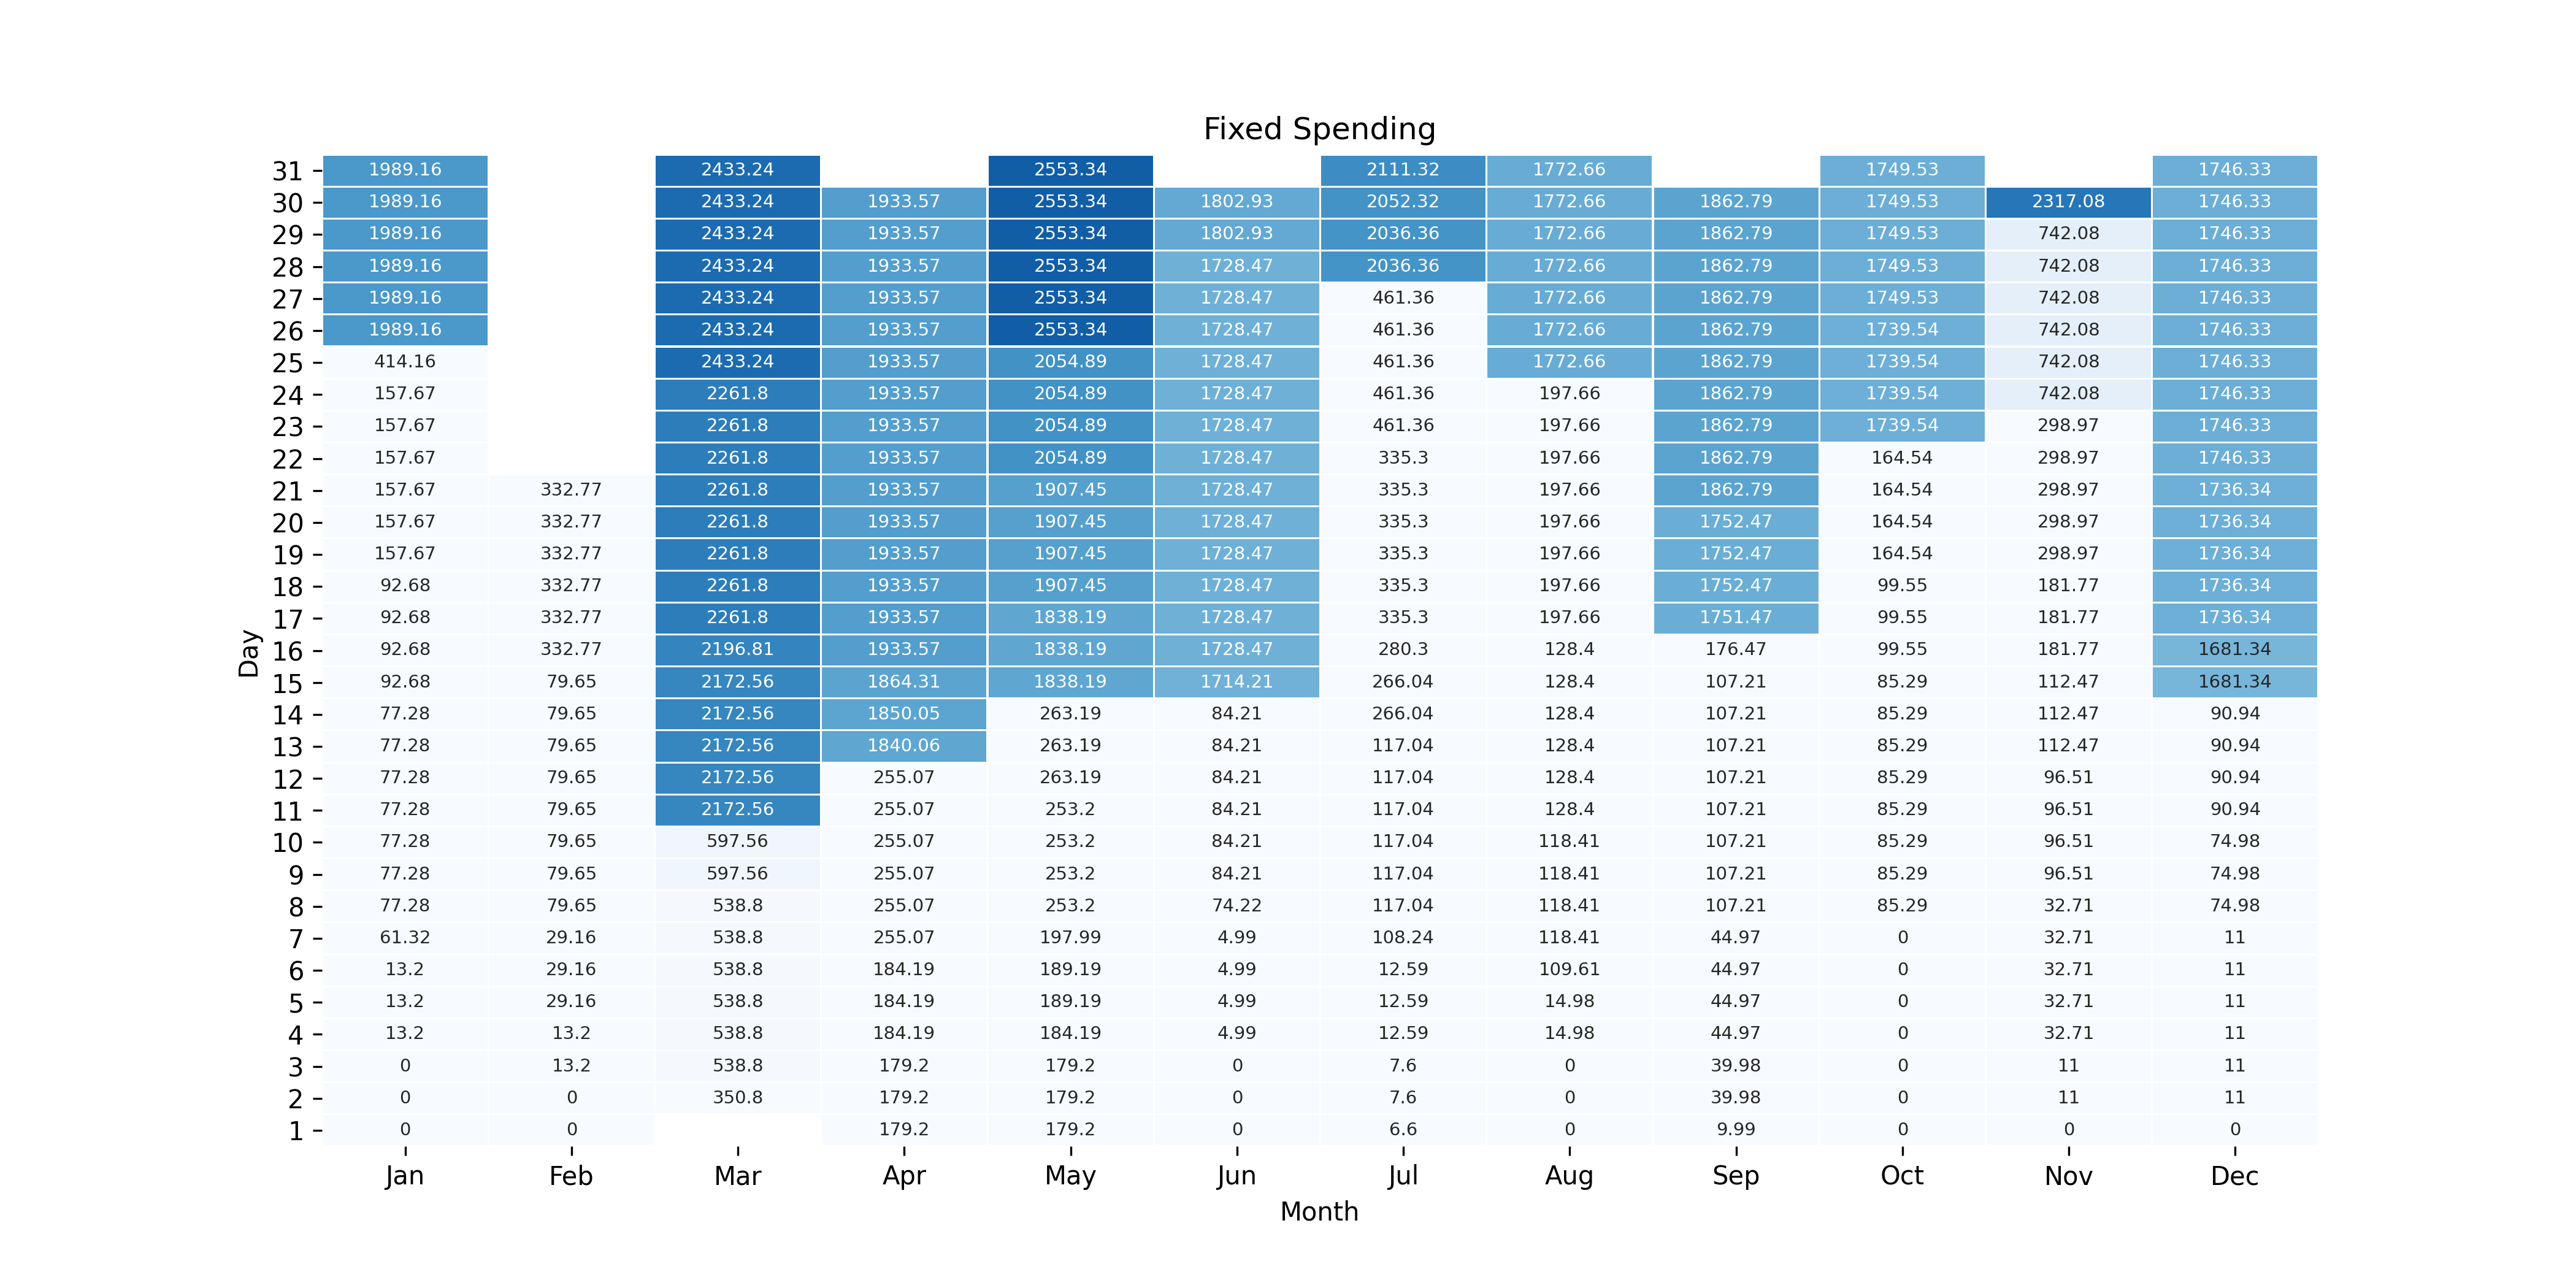 Fixed Spending
31 1989.16 2433.24 2553.34 2111.32 1772.66 1749.53 1746.33
30 1989.16 2433.24 1933.57 2553.34 1802.93 2052.32 1772.66 1862.79 1749.53 2317.08 1746.33
29 1989.16 2433.24 1933.57 2553.34 1802.93 2036.36 1772.66 1862.79 1749.53 742.08 1746.33
28 1989.16 2433.24 1933.57 2553.34 1728.47 2036.36 1772.66 1862.79 1749.53 742.08 1746.33
27 1989.16 2433.24 1933.57 2553.34 1728.47 461.36 1772.66 1862.79 1749.53 742.08 1746.33
26 1989.16 2433.24 1933.57 2553.34 1728.47 461.36 1772.66 1862.79 1739.54 742.08 1746.33
25 414.16 2433.24 1933.57 2054.89 1728.47 461.36 1772.66 1862.79 1739.54 742.08 1746.33
24 157.67 2261.8 1933.57 2054.89 1728.47 461.36 197.66 1862.79 1739.54 742.08 1746.33
23 157.67 2261.8 1933.57 2054.89 1728.47 461.36 197.66 1862.79 1739.54 298.97 1746.33
22 157.67 2261.8 1933.57 2054.89 1728.47 335.3 197.66 1862.79 164.54 298.97 1746.33
21 157.67 332.77 2261.8 1933.57 1907.45 1728.47 335.3 197.66 1862.79 164.54 298.97 1736.34
20 157.67 332.77 2261.8 1933.57 1907.45 1728.47 335.3 197.66 1752.47 164.54 298.97 1736.34
19 157.67 332.77 2261.8 1933.57 1907.45 1728.47 335.3 197.66 1752.47 164.54 298.97 1736.34
18 92.68 332.77 2261.8 1933.57 1907.45 1728.47 335.3 197.66 1752.47 99.55 181.77 1736.34
17 92.68 332.77 2261.8 1933.57 1838.19 1728.47 335.3 197.66 1751.47 99.55 181.77 1736.34
16 92.68 332.77 2196.81 1933.57 1838.19 1728.47 280.3 128.4 176.47 99.55 181.77 1681.34
15 92.68 79.65 2172.56 1864.31 1838.19 1714.21 266.04 128.4 107.21 85.29 112.47 1681.34
14 77.28 79.65 2172.56 1850.05 263.19 84.21 266.04 128.4 107.21 85.29 112.47 90.94
13 77.28 79.65 2172.56 1840.06 263.19 84.21 117.04 128.4 107.21 85.29 112.47 90.94
12 77.28 79.65 2172.56 255.07 263.19 84.21 117.04 128.4 107.21 85.29 96.51 90.94
11 77.28 79.65 2172.56 255.07 253.2 84.21 117.04 128.4 107.21 85.29 96.51 90.94
10 77.28 79.65 597.56 255.07 253.2 84.21 117.04 118.41 107.21 85.29 96.51 74.98
9 77.28 79.65 597.56 255.07 253.2 84.21 117.04 118.41 107.21 85.29 96.51 74.98
8 77.28 79.65 538.8 255.07 253.2 74.22 117.04 118.41 107.21 85.29 32.71 74.98
7 61.32 29.16 538.8 255.07 197.99 4.99 108.24 118.41 44.97 0 32.71 11
6 13.2 29.16 538.8 184.19 189.19 4.99 12.59 109.61 44.97 0 32.71 11
5 13.2 29.16 538.8 184.19 189.19 4.99 12.59 14.98 44.97 0 32.71 11
4 13.2 13.2 538.8 184.19 184.19 4.99 12.59 14.98 44.97 0 32.71 11
3 0 13.2 538.8 179.2 179.2 0 7.6 0 39.98 0 11 11
2 0 0 350.8 179.2 179.2 0 7.6 0 39.98 0 11 11
1 0 0 179.2 179.2 0 6.6 0 9.99 0 0 0
Day
Jan Feb Mar Apr May Jun Jul Aug Sep Oct Nov Dec
Month